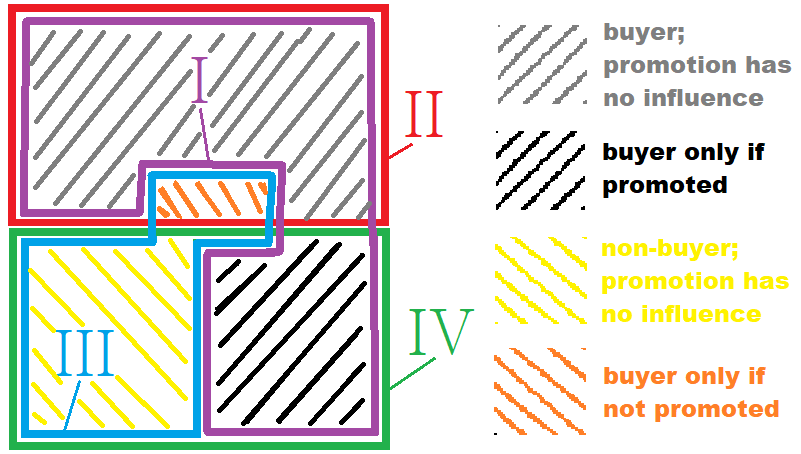 I
II
III
IV
buyer;
promotion has
no influence
buyer only if
promoted
non-buyer;
promotion has
no influence
buyer only if
not promoted